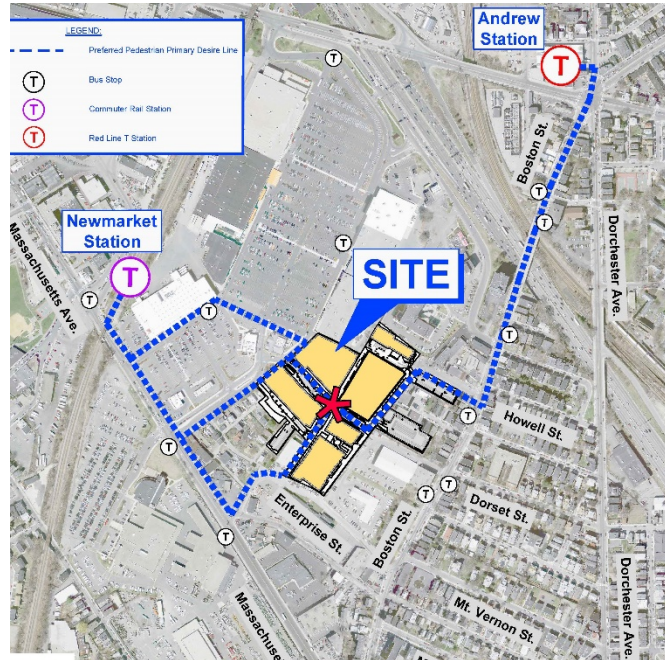 LEGEND:
Preferred Pedestrian Primary Desire Line
T
Bus Stop
T
Commuter Rail Station
T
Red Line T Station
Andrew
Station
T
T
Boston St.
T
T
Dorchester Ave.
Newmarket
Station
T
Massachusetts Ave.
T
T
T
SITE
T
T
Howell St.
T
T
T
Dorset St.
Enterprise St.
Boston St.
T
Mt. Vernon St.
Massachusetts
Dorchester Ave.